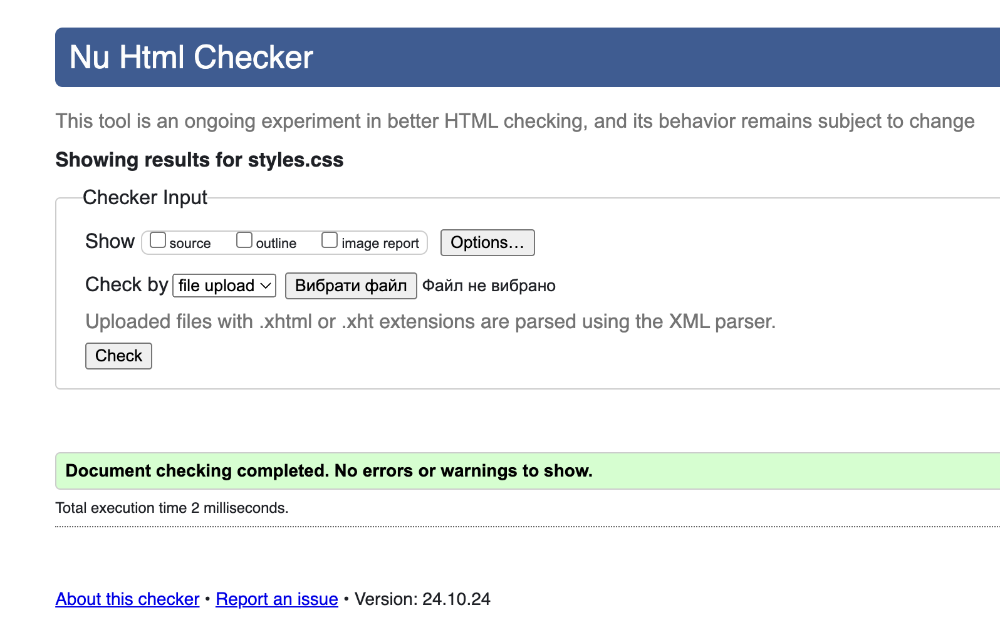 Nu Html Checker
This tool is an ongoing experiment in better HTML checking, and its behavior remains subject to change
Showing results for styles.css
Checker Input
Show source outline image report Options…
Check by file upload Вибрати файл Файл не вибрано
Uploaded files with .xhtml or .xht extensions are parsed using the XML parser.
Check
Document checking completed. No errors or warnings to show.
Total execution time 2 milliseconds.
About this checker • Report an issue • Version: 24.10.24